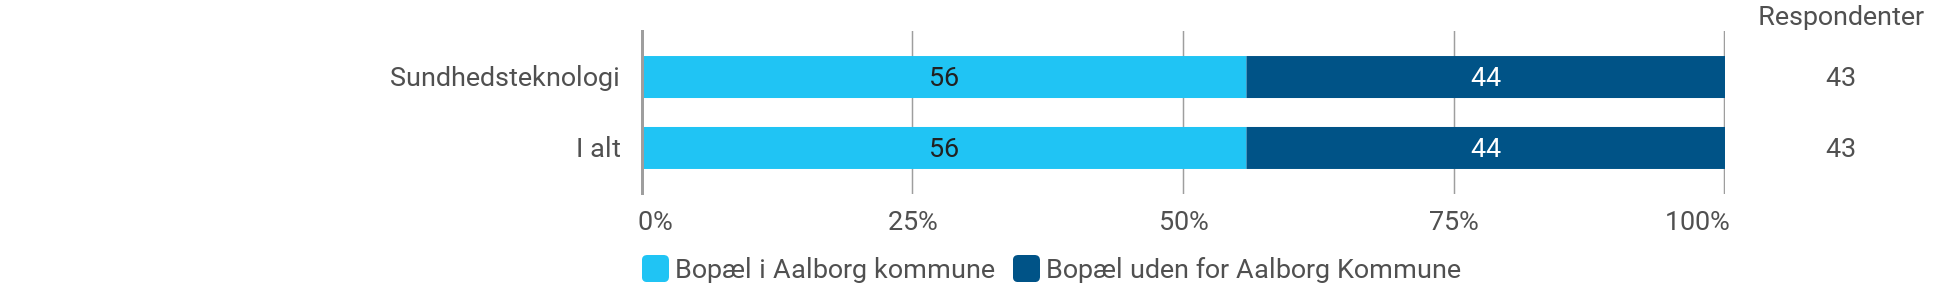 Respondenter
Sundhedsteknologi 56 44 43
I alt 56 44 43
0% 25% 50% 75% 100%
Bopæl i Aalborg kommune Bopæl uden for Aalborg Kommune